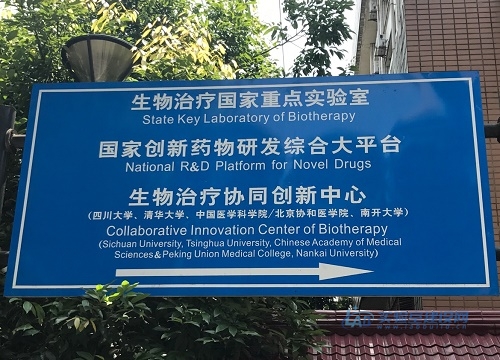 生物治疗国家重点实验室
State Key Laboratory of Biotherapy
国家创新药物研发综合大平台
National R&D Platform for Novel Drugs
生物治疗协同创新中心
(四川大学、清华大学、中国医学科学院/北京协和医学院、南开大学)
Collaborative Innovation Center of Biotherapy
(Sichuan University, Tsinghua University, Chinese Academy of Medical
Sciences&Peking Union Medical College, Nankai University)